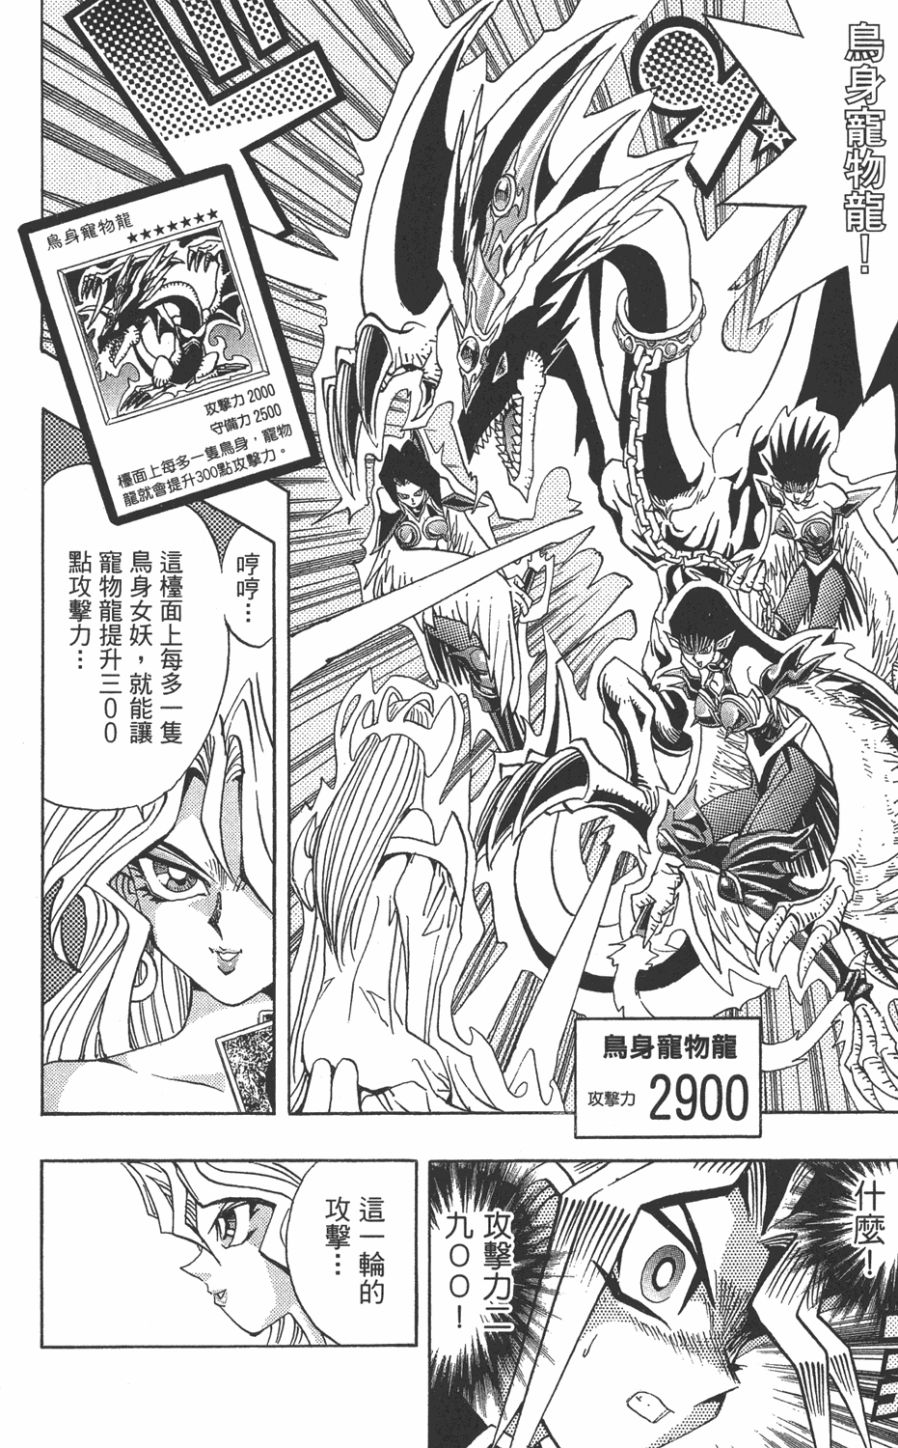 鳥身寵物龍！
鳥身寵物龍
★★★★★★★
攻擊力 2000
守備力 2500
檯面上每多一隻鳥身，寵物
龍就會提升300點攻擊力。
哼哼…
這檯面上每多一隻
鳥身女妖，就能讓
寵物龍提升三００
點攻擊力…
鳥身寵物龍
攻擊力 2900
什麼！
攻擊力二
九００！
這一輪的
攻擊…